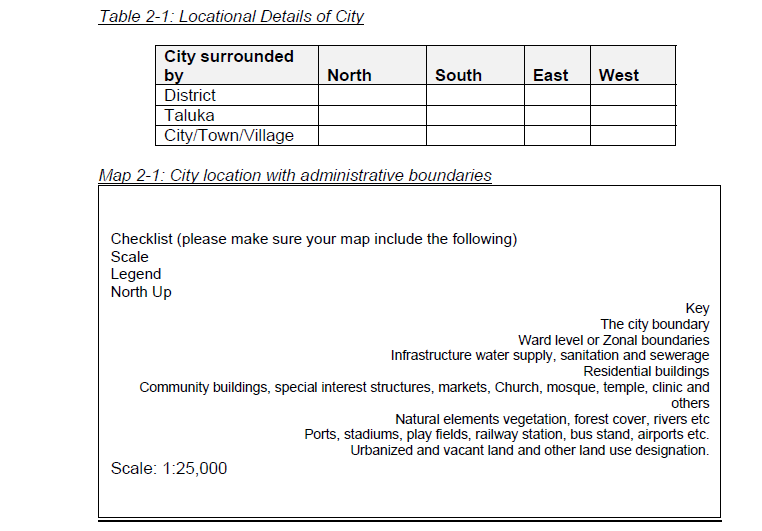 Table 2-1: Locational Details of City
City surrounded
by North South East West
District
Taluka
City/Town/Village
Map 2-1: City location with administrative boundaries
Checklist (please make sure your map include the following)
Scale
Legend
North Up
Key
The city boundary
Ward level or Zonal boundaries
Infrastructure water supply, sanitation and sewerage
Residential buildings
Community buildings, special interest structures, markets, Church, mosque, temple, clinic and
others
Natural elements vegetation, forest cover, rivers etc
Ports, stadiums, play fields, railway station, bus stand, airports etc.
Urbanized and vacant land and other land use designation.
Scale: 1:25,000